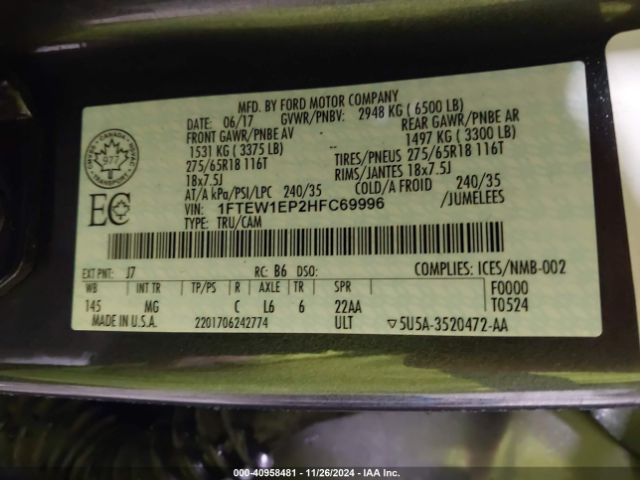 MFD. BY FORD MOTOR COMPANY
DATE: 06/17 GVWR/PNBV: 2948 KG ( 6500 LB)
FRONT GAWR/PNBE AV REAR GAWR/PNBE AR
1531 KG ( 3375 LB) 1497 KG ( 3300 LB)
275/65R18 116T TIRES/PNEUS 275/65R18 116T
18x7.5J RIMS/JANTES 18x7.5J
AT/A kPa/PSI/LPC 240/35 COLD/A FROID 240/35
VIN: 1FTEW1EP2HFC69996 /JUMELEES
TYPE: TRU/CAM
CANADA
TRANSPORT
977
EC
EXT PNT: J7 RC: B6 DSO: COMPLIES: ICES/NMB-002
WB INT TR TP/PS R AXLE TR SPR F0000
145 MG C L6 6 22AA T0524
MADE IN U.S.A. 2201706242774 ULT 5U5A-3520472-AA
000-40958481 | 11/26/2024 | IAA Inc.